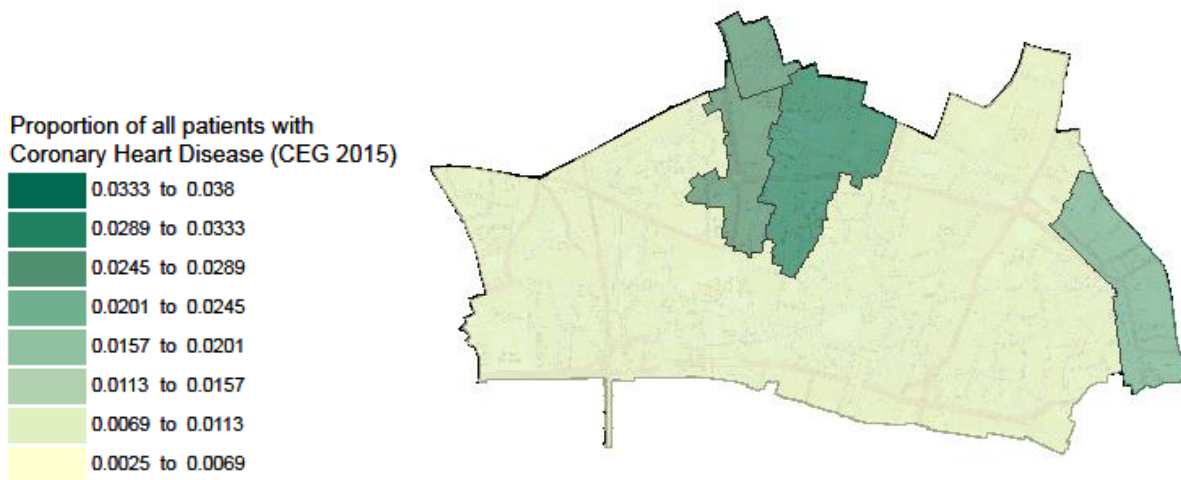 Proportion of all patients with
Coronary Heart Disease (CEG 2015)
0.0333 to 0.038
0.0289 to 0.0333
0.0245 to 0.0289
0.0201 to 0.0245
0.0157 to 0.0201
0.0113 to 0.0157
0.0069 to 0.0113
0.0025 to 0.0069